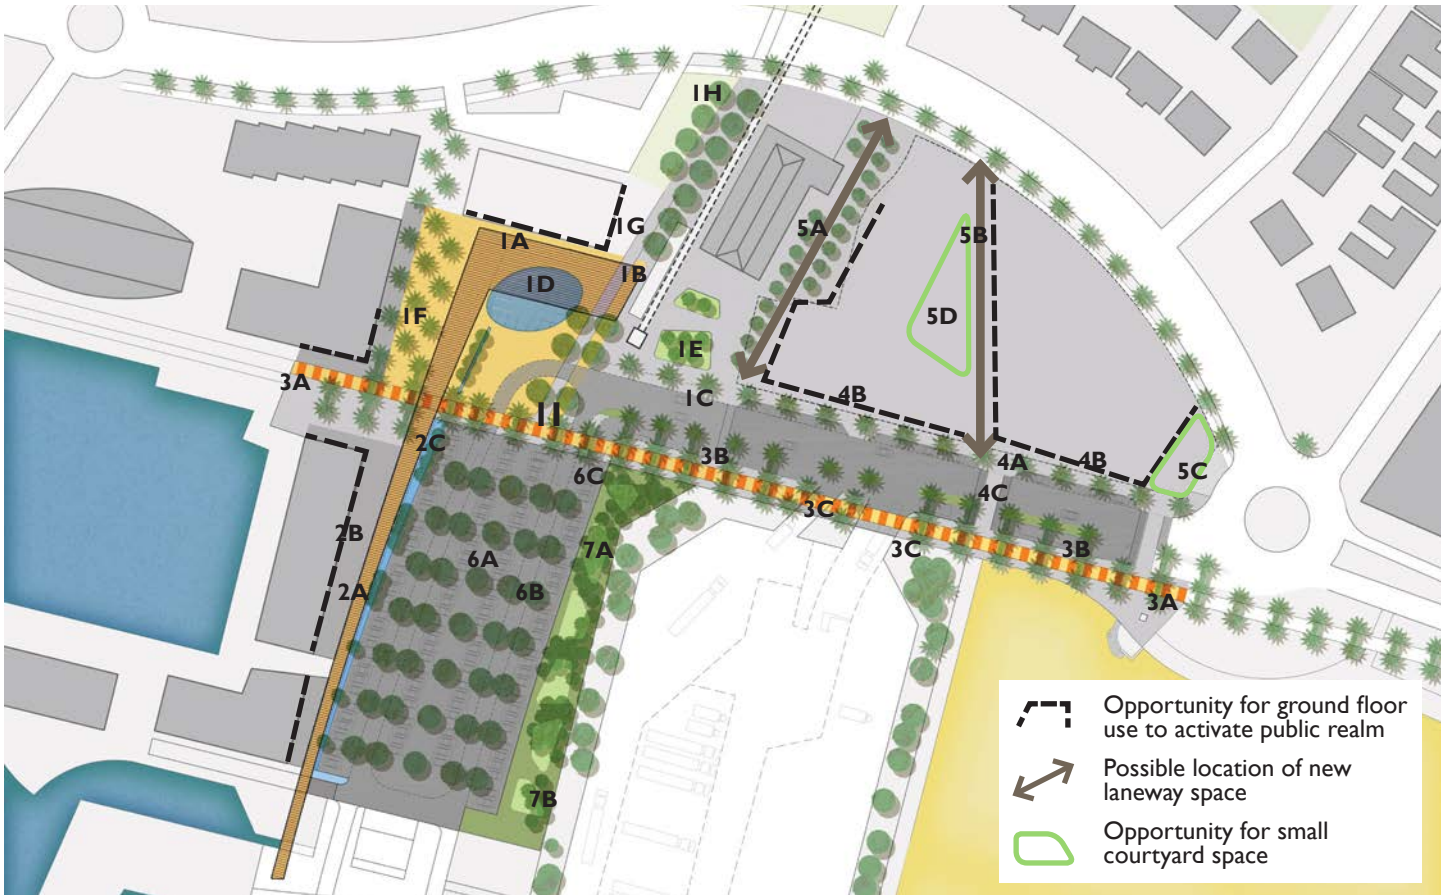 1H
1G
1A
1B
5A
5B
1D
1F
5D
1E
3A
1C
4B
11
2C
3B
4A
4B
5C
6C
4C
3C
2B
7A
3C
3B
6A
2A
6B
3A
7B
Opportunity for ground floor
use to activate public realm
Possible location of new
laneway space
Opportunity for small
courtyard space